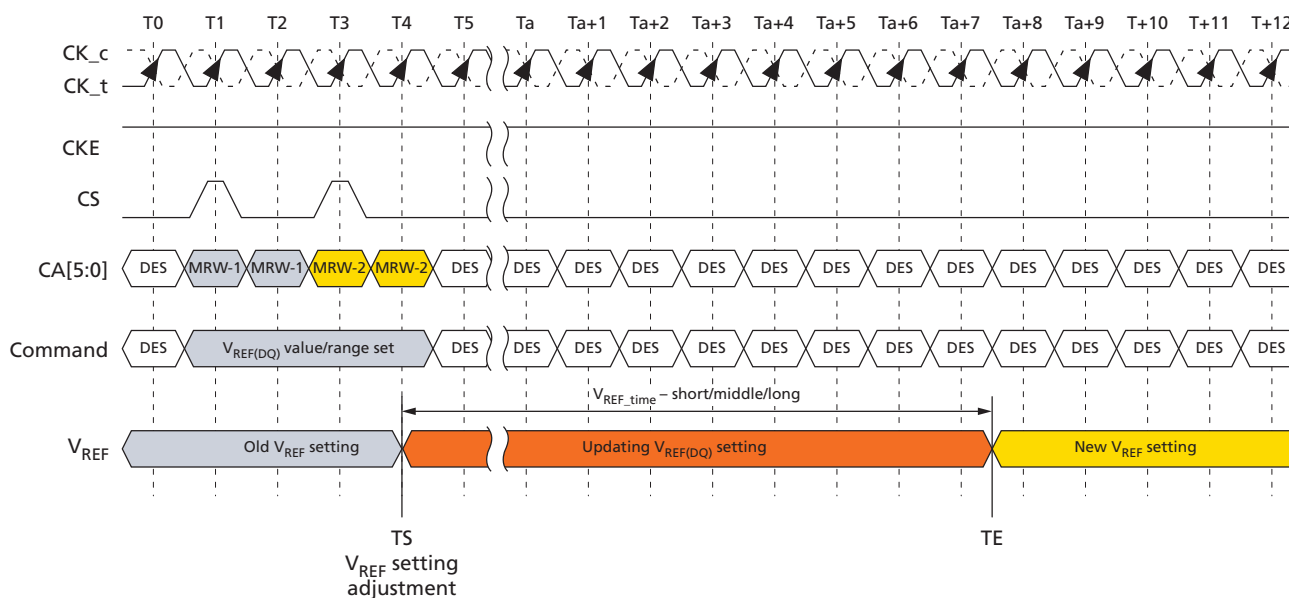 T0 T1 T2 T3 T4 T5 Ta Ta+1 Ta+2 Ta+3 Ta+4 Ta+5 Ta+6 Ta+7 Ta+8 Ta+9 T+10 T+11 T+12
CK_c
CK_t
CKE
CS
CA[5:0] DES MRW-1 MRW-1 MRW-2 MRW-2 DES DES DES DES DES DES DES DES DES DES DES DES DES DES
Command DES VREF(DQ) value/range set DES DES DES DES DES DES DES DES DES DES DES DES DES DES
VREF_time – short/middle/long
VREF Old VREF setting Updating VREF(DQ) setting New VREF setting
TS TE
VREF setting
adjustment